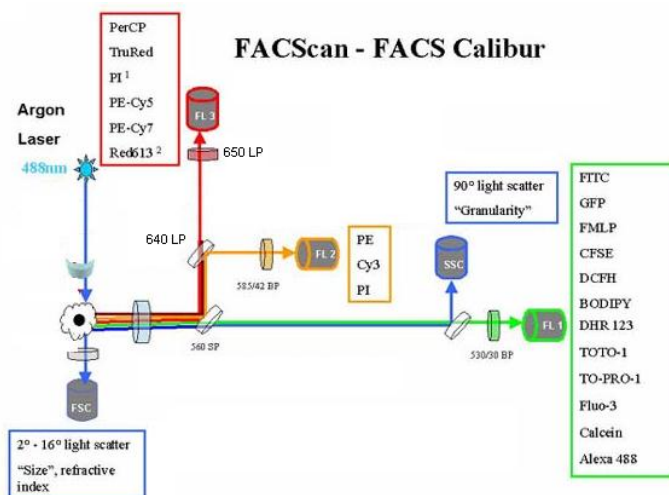 FACScan - FACS Calibur
PerCP
TruRed
PI 1
PE-Cy5
PE-Cy7
Red613 2
Argon
Laser
488nm
FL 3
650 LP
640 LP
585/42 BP
FL 2
PE
Cy3
PI
90° light scatter
“Granularity”
SSC
560 SP
530/30 BP
FL 1
FITC
GFP
FMLP
CFSE
DCFH
BODIPY
DHR 123
TOTO-1
TO-PRO-1
Fluo-3
Calcein
Alexa 488
FSC
2° - 16° light scatter
“Size”, refractive
index